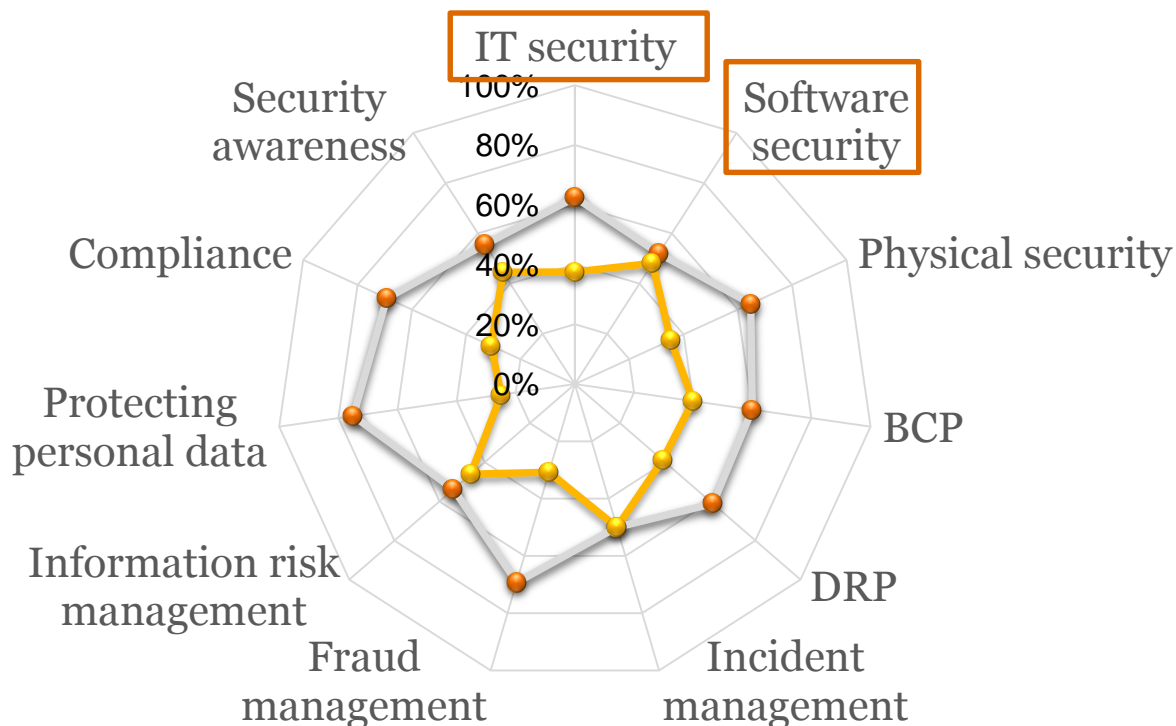 IT security
100%
80%
60%
40%
20%
0%
Software
security
Physical security
BCP
DRP
Incident
management
Fraud
management
Information risk
management
Protecting
personal data
Compliance
Security
awareness